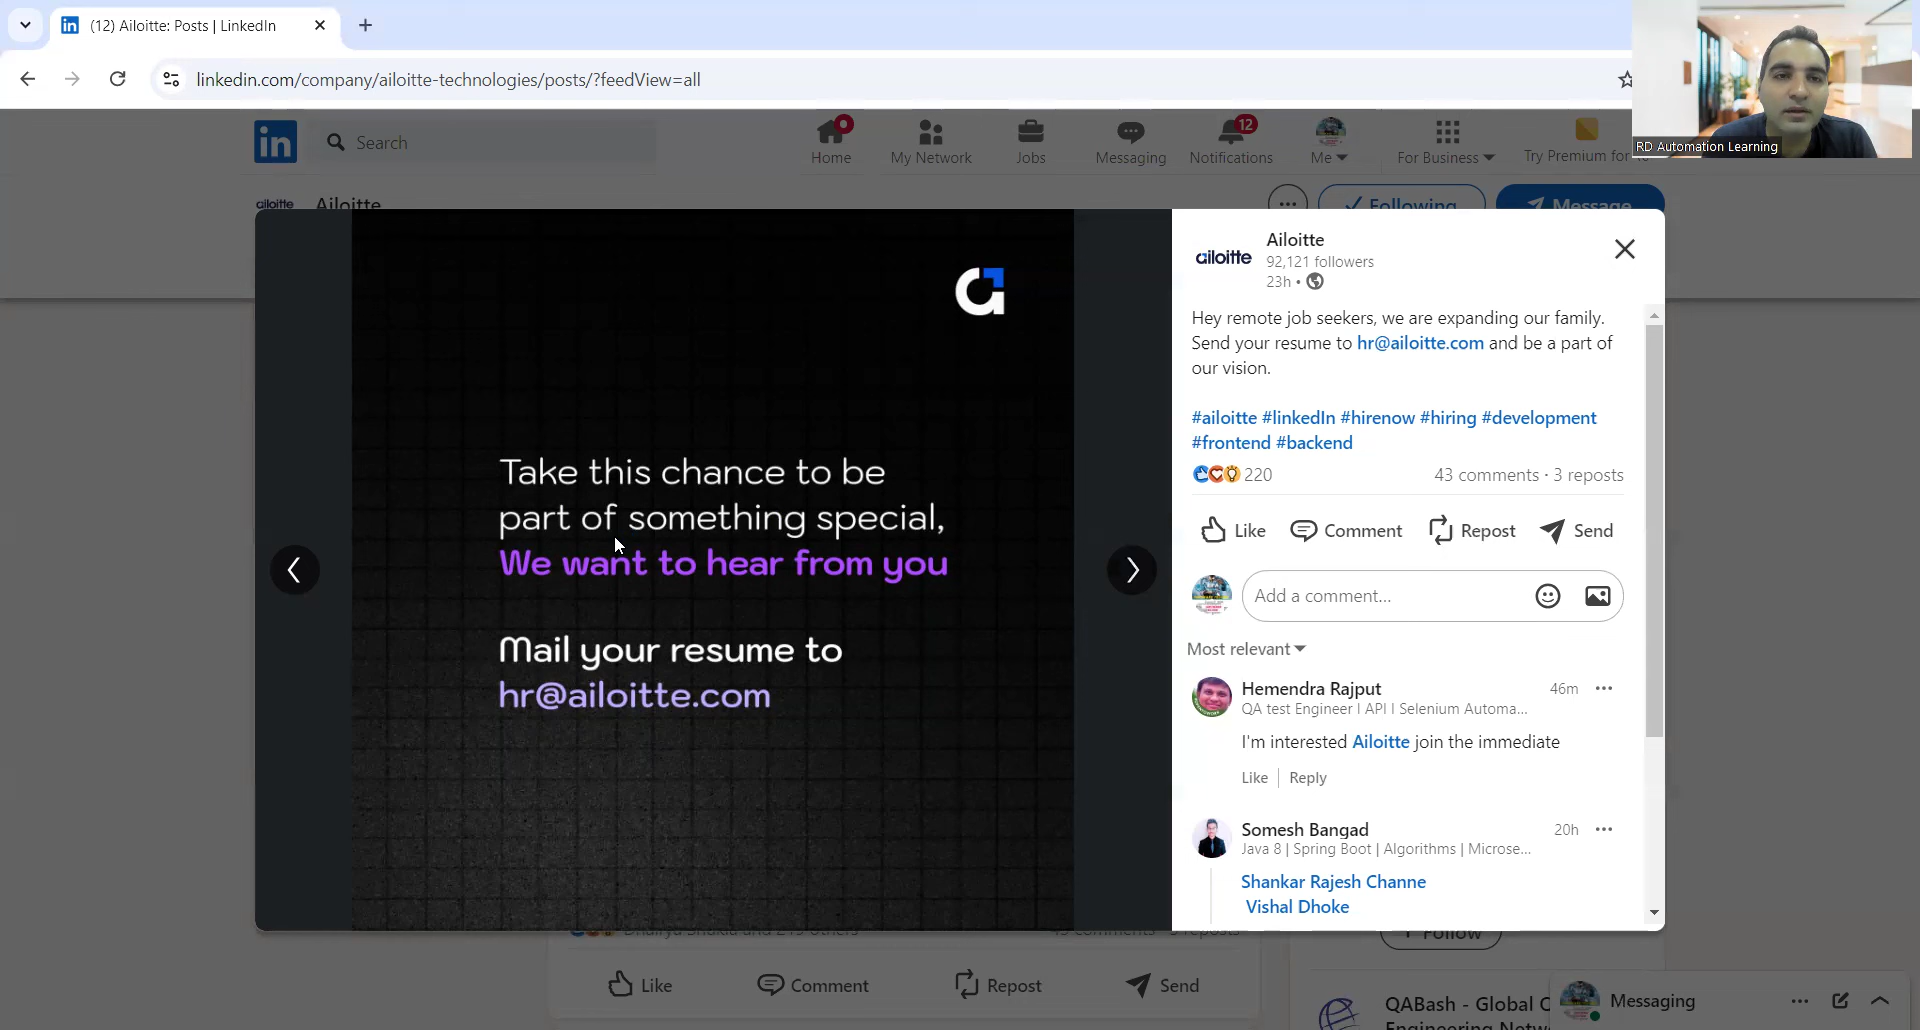 (12) Ailoitte: Posts | LinkedIn
linkedin.com/company/ailoitte-technologies/posts/?feedView=all
RD Automation Learning
in
Search
Home
My Network
Jobs
Messaging
12
Notifications
Me
For Business
Try Premium for
ailoitte
Ailoitte
Following
Message
Take this chance to be
part of something special,
We want to hear from you
Mail your resume to
hr@ailoitte.com
ailoitte
Ailoitte
92,121 followers
23h •
Hey remote job seekers, we are expanding our family.
Send your resume to hr@ailoitte.com and be a part of
our vision.
#ailoitte #linkedIn #hirenow #hiring #development
#frontend #backend
220
43 comments · 3 reposts
Like
Comment
Repost
Send
Add a comment...
Most relevant
Hemendra Rajput
46m
QA test Engineer I API I Selenium Automa...
I'm interested Ailoitte join the immediate
Like
Reply
Somesh Bangad
20h
Java 8 | Spring Boot | Algorithms | Microse...
Shankar Rajesh Channe
Vishal Dhoke
Follow
Like
Comment
Repost
Send
QABash - Global
Messaging